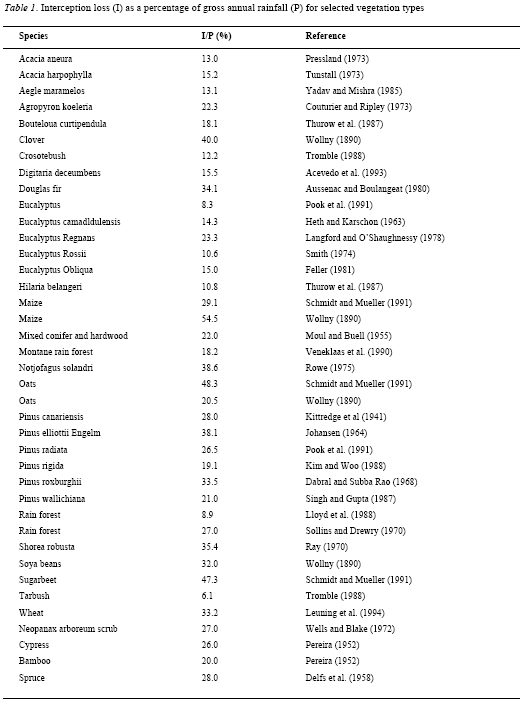 Table 1. Interception loss (I) as a percentage of gross annual rainfall (P) for selected vegetation types
Species I/P (%) Reference
Acacia aneura 13.0 Pressland (1973)
Acacia harpophylla 15.2 Tunstall (1973)
Aegle maramelos 13.1 Yadav and Mishra (1985)
Agropyron koeleria 22.3 Couturier and Ripley (1973)
Bouteloua curtipendula 18.1 Thurow et al. (1987)
Clover 40.0 Wollny (1890)
Crosotebush 12.2 Tromble (1988)
Digitaria deceumbens 15.5 Acevedo et al. (1993)
Douglas fir 34.1 Aussenac and Boulangeat (1980)
Eucalyptus 8.3 Pook et al. (1991)
Eucalyptus camadldulensis 14.3 Heth and Karschon (1963)
Eucalyptus Regnans 23.3 Langford and O'Shaughnessy (1978)
Eucalyptus Rossii 10.6 Smith (1974)
Eucalyptus Obliqua 15.0 Feller (1981)
Hilaria belangeri 10.8 Thurow et al. (1987)
Maize 29.1 Schmidt and Mueller (1991)
Maize 54.5 Wollny (1890)
Mixed conifer and hardwood 22.0 Moul and Buell (1955)
Montane rain forest 18.2 Veneklaas et al. (1990)
Notjofagus solandri 38.6 Rowe (1975)
Oats 48.3 Schmidt and Mueller (1991)
Oats 20.5 Wollny (1890)
Pinus canariensis 28.0 Kittredge et al (1941)
Pinus elliottii Engelm 38.1 Johansen (1964)
Pinus radiata 26.5 Pook et al. (1991)
Pinus rigida 19.1 Kim and Woo (1988)
Pinus roxburghii 33.5 Dabral and Subba Rao (1968)
Pinus wallichiana 21.0 Singh and Gupta (1987)
Rain forest 8.9 Lloyd et al. (1988)
Rain forest 27.0 Sollins and Drewry (1970)
Shorea robusta 35.4 Ray (1970)
Soya beans 32.0 Wollny (1890)
Sugarbeet 47.3 Schmidt and Mueller (1991)
Tarbush 6.1 Tromble (1988)
Wheat 33.2 Leuning et al. (1994)
Neopanax arboreum scrub 27.0 Wells and Blake (1972)
Cypress 26.0 Pereira (1952)
Bamboo 20.0 Pereira (1952)
Spruce 28.0 Delfs et al. (1958)